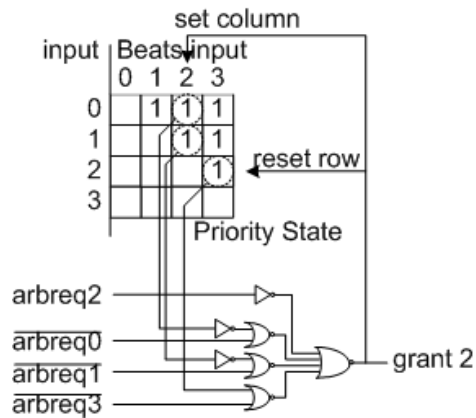 set column
input Beats input
0 1 2 3
0 1 1 1
1 1 1
2 1 reset row
3
Priority State
arbreq2
arbreq0
arbreq1 grant 2
arbreq3